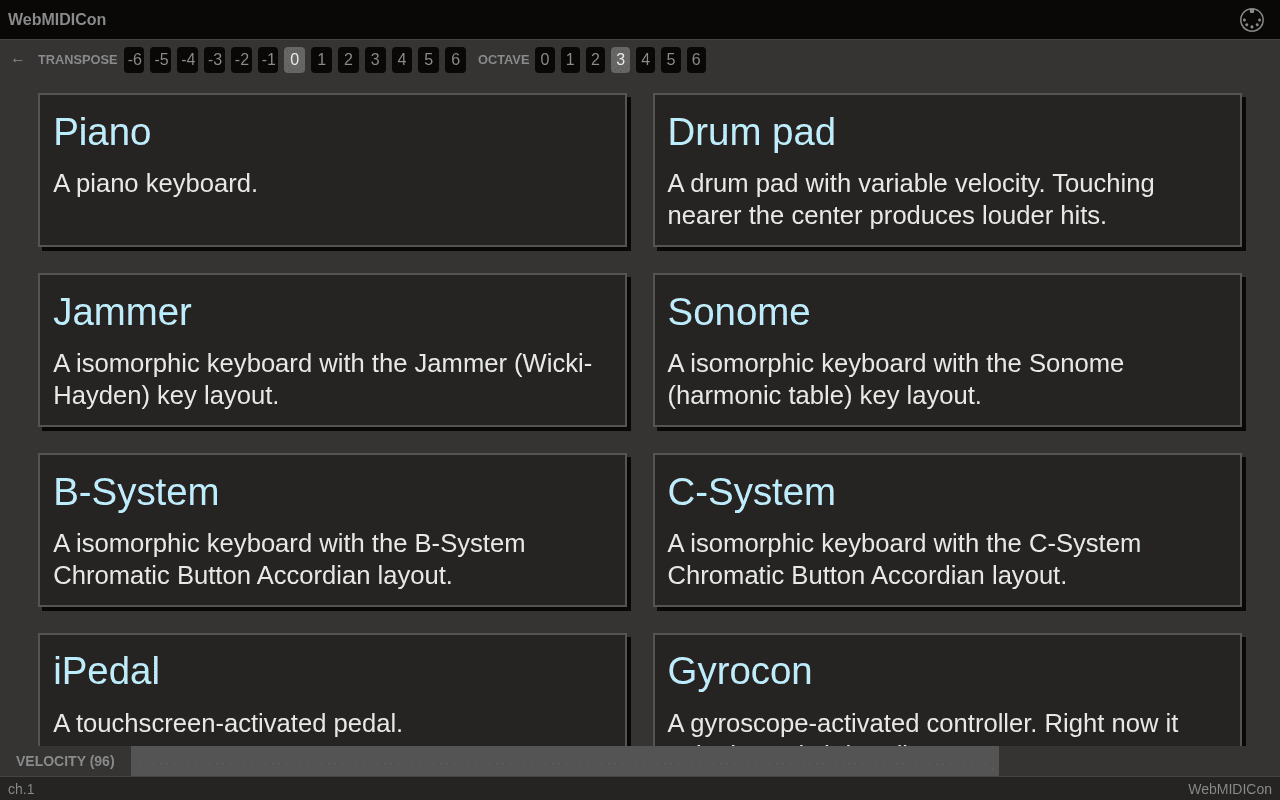 WebMIDICon
← TRANSPOSE -6 -5 -4 -3 -2 -1 0 1 2 3 4 5 6 OCTAVE 0 1 2 3 4 5 6
Piano
A piano keyboard.
Drum pad
A drum pad with variable velocity. Touching
nearer the center produces louder hits.
Jammer
A isomorphic keyboard with the Jammer (Wicki-
Hayden) key layout.
Sonome
A isomorphic keyboard with the Sonome
(harmonic table) key layout.
B-System
A isomorphic keyboard with the B-System
Chromatic Button Accordian layout.
C-System
A isomorphic keyboard with the C-System
Chromatic Button Accordian layout.
iPedal
A touchscreen-activated pedal.
Gyrocon
A gyroscope-activated controller. Right now it
VELOCITY (96)
ch.1
WebMIDICon